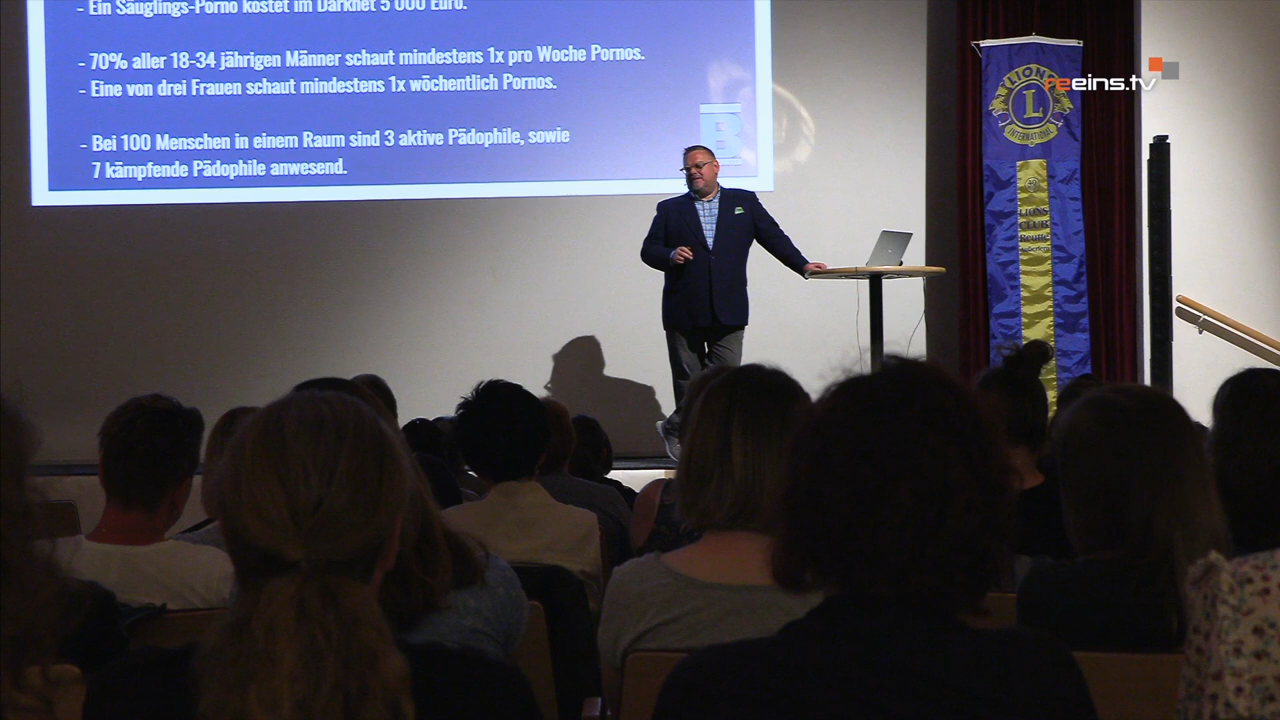 - Ein Säuglings-Porno kostet im Darknet 5 000 Euro.
- 70% aller 18-34 jährigen Männer schaut mindestens 1x pro Woche Pornos.
- Eine von drei Frauen schaut mindestens 1x wöchentlich Pornos.
- Bei 100 Menschen in einem Raum sind 3 aktive Pädophile, sowie
7 kämpfende Pädophile anwesend.
B
reeins.tv
LIONS
L
INTERNATIONAL
LIONS
CLUB
Reutte